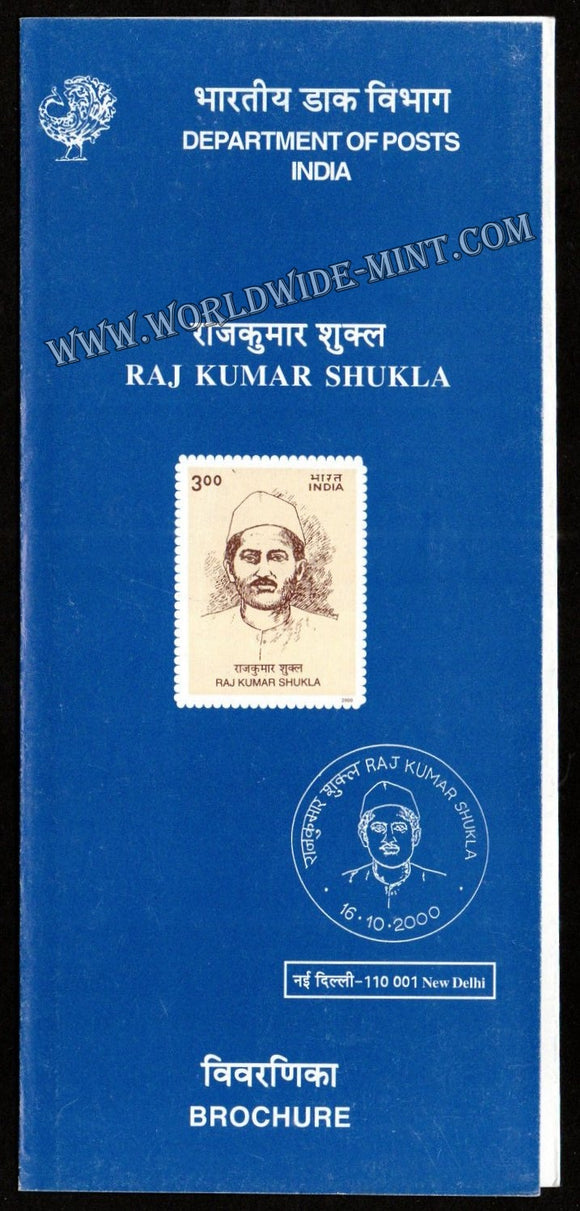 भारतीय डाक विभाग
DEPARTMENT OF POSTS
INDIA
WWW.WORLDWIDE-MINT.COM
राजकुमार शुक्ल
RAJ KUMAR SHUKLA
3.00
भारत
INDIA
राजकुमार शुक्ल
RAJ KUMAR SHUKLA
2000
राजकुमार शुक्ल RAJ KUMAR SHUKLA
16.10.2000
नई दिल्ली-110 001 New Delhi
विवरणिका
BROCHURE